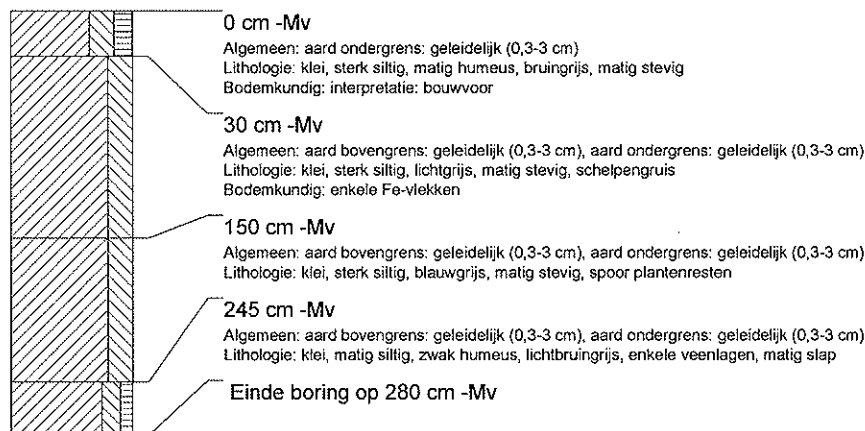 0 cm -Mv
Algemeen: aard ondergrens: geleidelijk (0,3-3 cm)
Lithologie: klei, sterk siltig, matig humeus, bruingrijs, matig stevig
Bodemkundig: interpretatie: bouwvoor
30 cm -Mv
Algemeen: aard bovengrens: geleidelijk (0,3-3 cm), aard ondergrens: geleidelijk (0,3-3 cm)
Lithologie: klei, sterk siltig, lichtgrijs, matig stevig, schelpengruis
Bodemkundig: enkele Fe-vlekken
150 cm -Mv
Algemeen: aard bovengrens: geleidelijk (0,3-3 cm), aard ondergrens: geleidelijk (0,3-3 cm)
Lithologie: klei, sterk siltig, blauwgrijs, matig stevig, spoor plantenresten
245 cm -Mv
Algemeen: aard bovengrens: geleidelijk (0,3-3 cm), aard ondergrens: geleidelijk (0,3-3 cm)
Lithologie: klei, matig siltig, zwak humeus, lichtbruingrijs, enkele veenlagen, matig slap
Einde boring op 280 cm -Mv